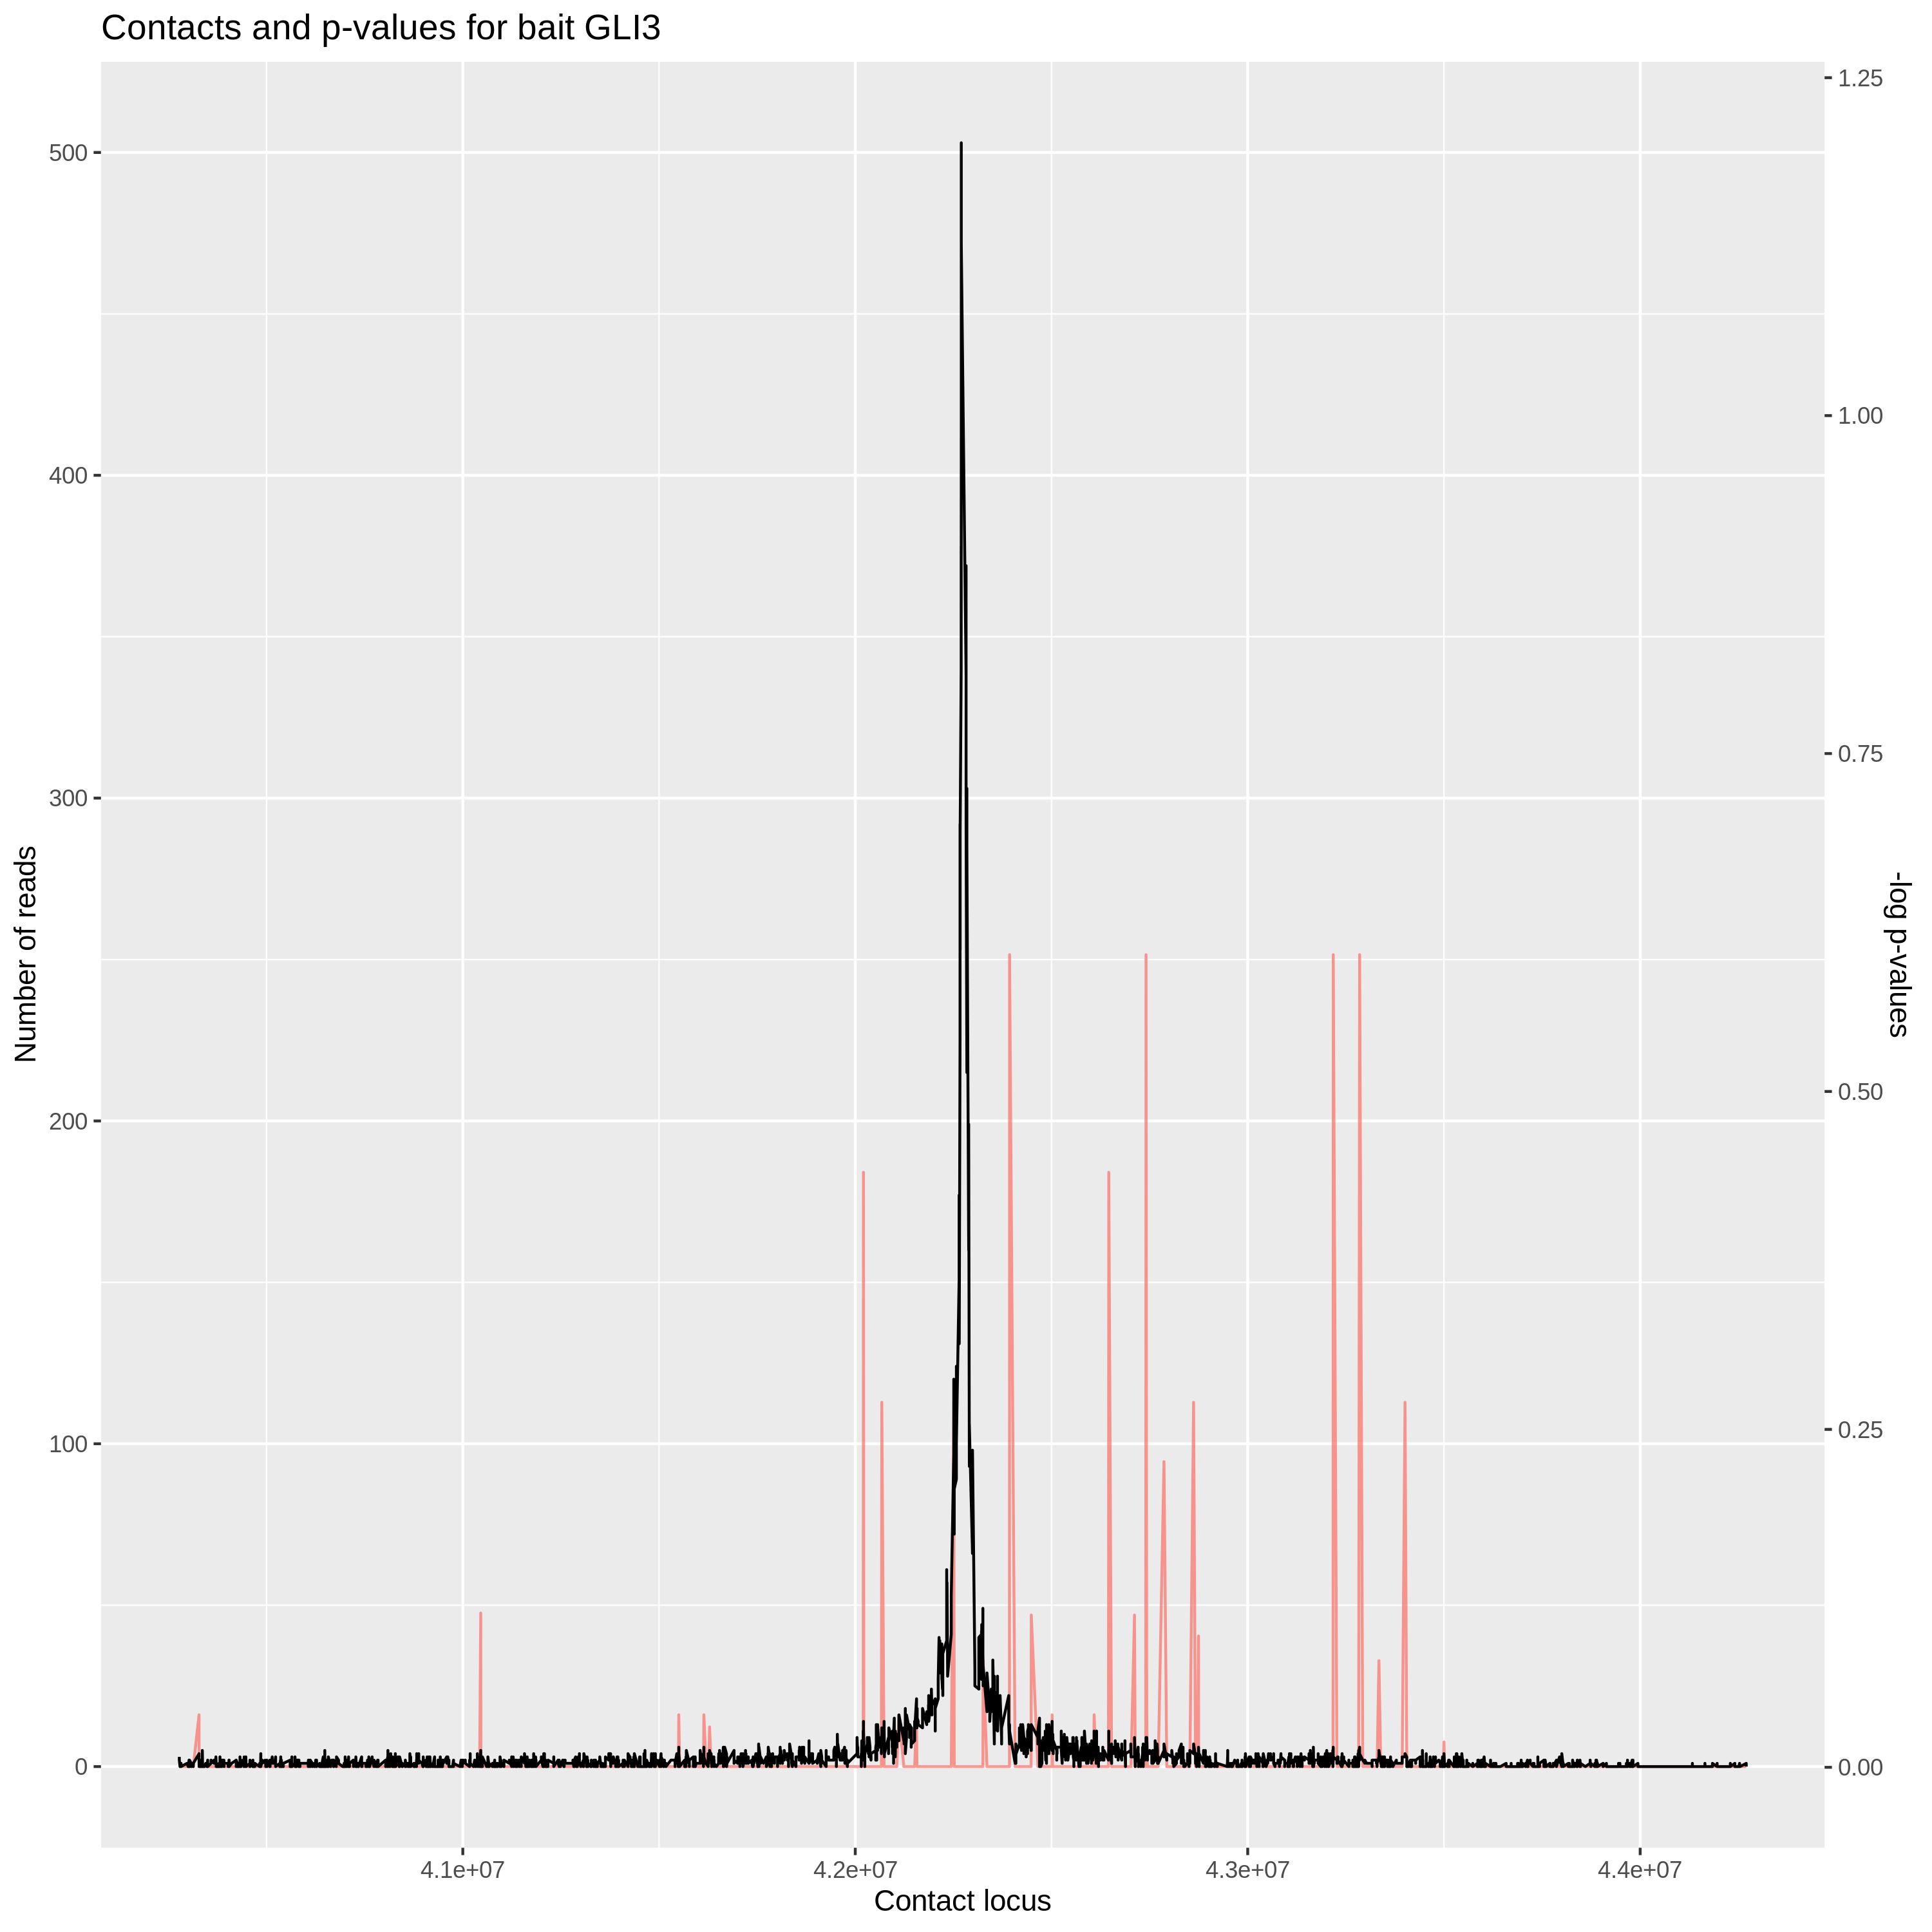 Contacts and p-values for bait GLI3
Number of reads
500
400
300
200
100
0
1.25
1.00
0.75
0.50
0.25
0.00
-log p-values
4.1e+07
4.2e+07
4.3e+07
4.4e+07
Contact locus